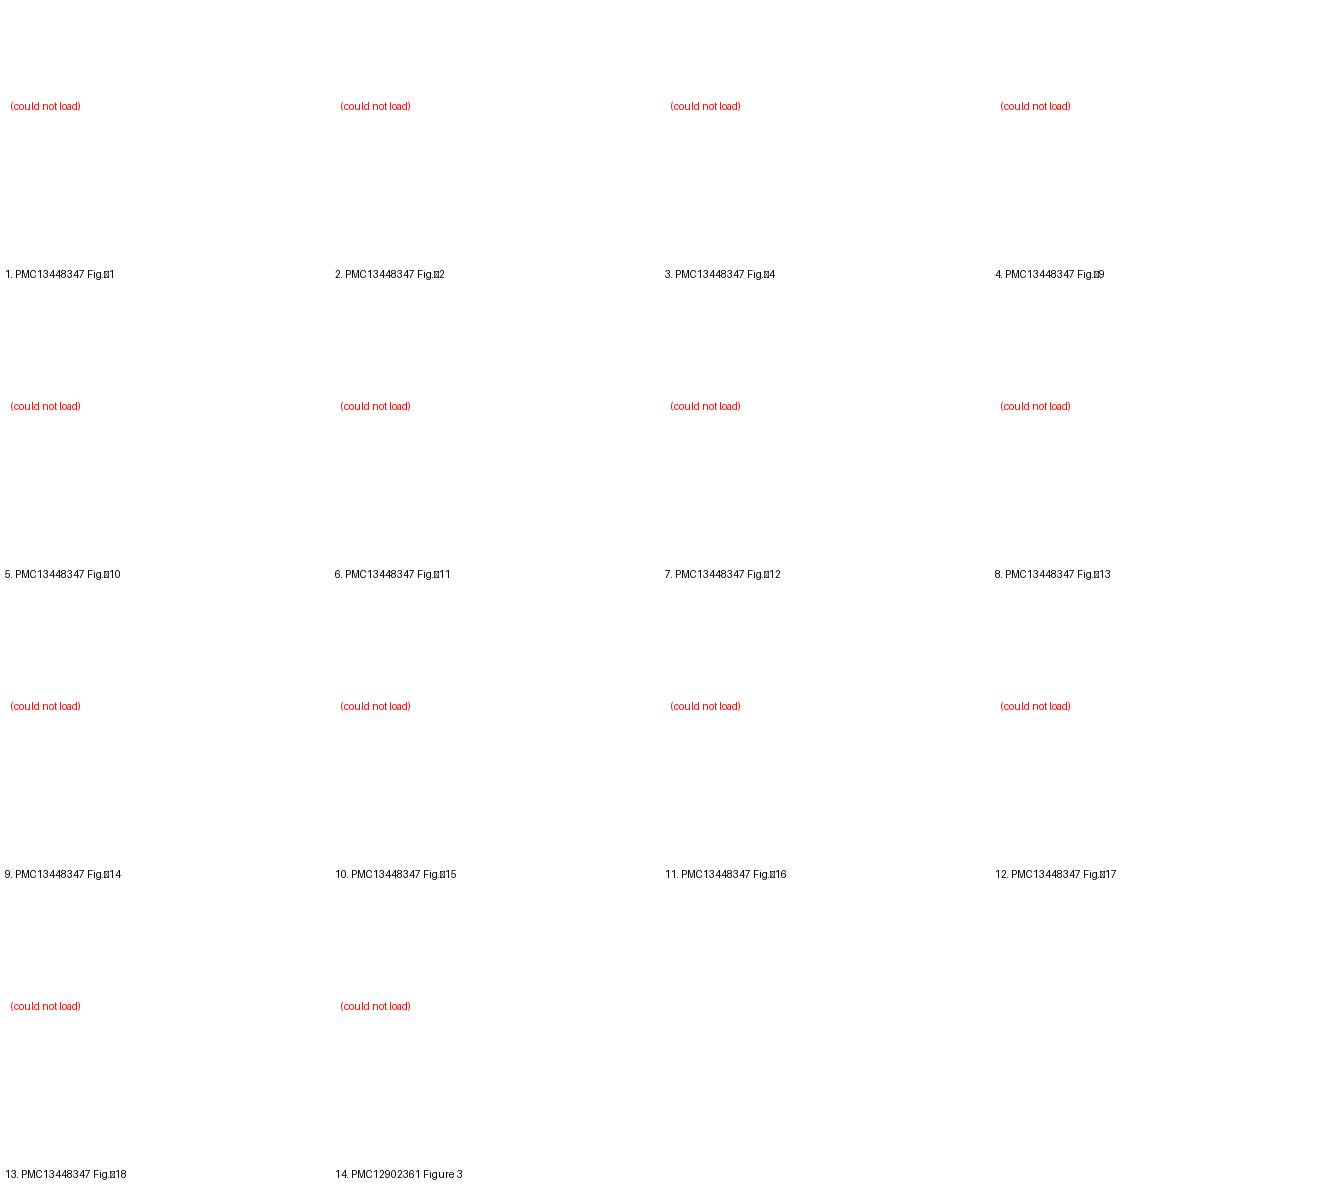 (could not load) (could not load) (could not load) (could not load)
1. PMC13448347 Fig.▯1 2. PMC13448347 Fig.▯2 3. PMC13448347 Fig.▯4 4. PMC13448347 Fig.▯9
(could not load) (could not load) (could not load) (could not load)
5. PMC13448347 Fig.▯10 6. PMC13448347 Fig.▯11 7. PMC13448347 Fig.▯12 8. PMC13448347 Fig.▯13
(could not load) (could not load) (could not load) (could not load)
9. PMC13448347 Fig.▯14 10. PMC13448347 Fig.▯15 11. PMC13448347 Fig.▯16 12. PMC13448347 Fig.▯17
(could not load) (could not load)
13. PMC13448347 Fig.▯18 14. PMC12902361 Figure 3